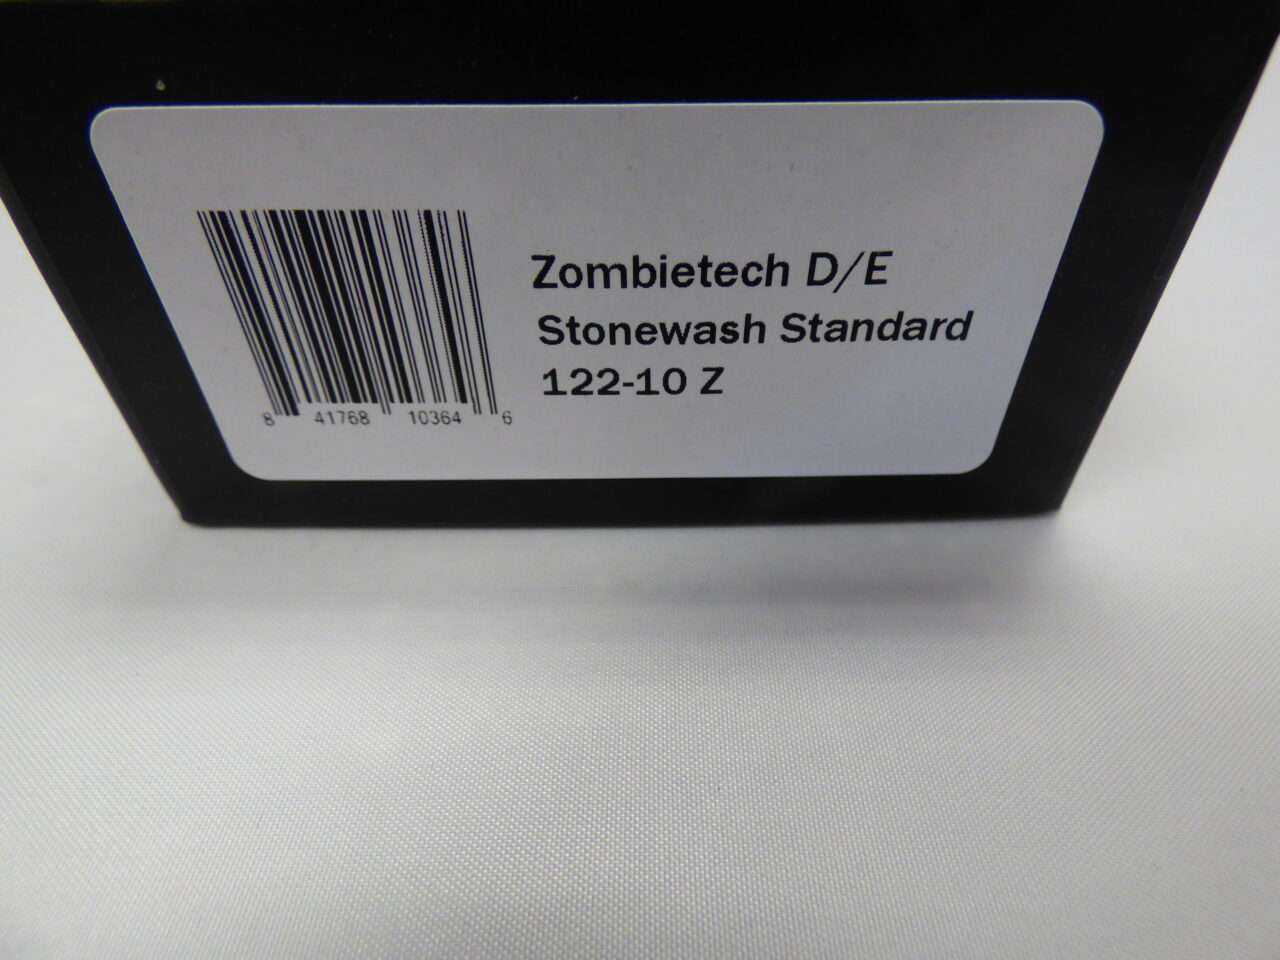 Zombietech D/E
Stonewash Standard
122-10 Z
8 41768 10364 6